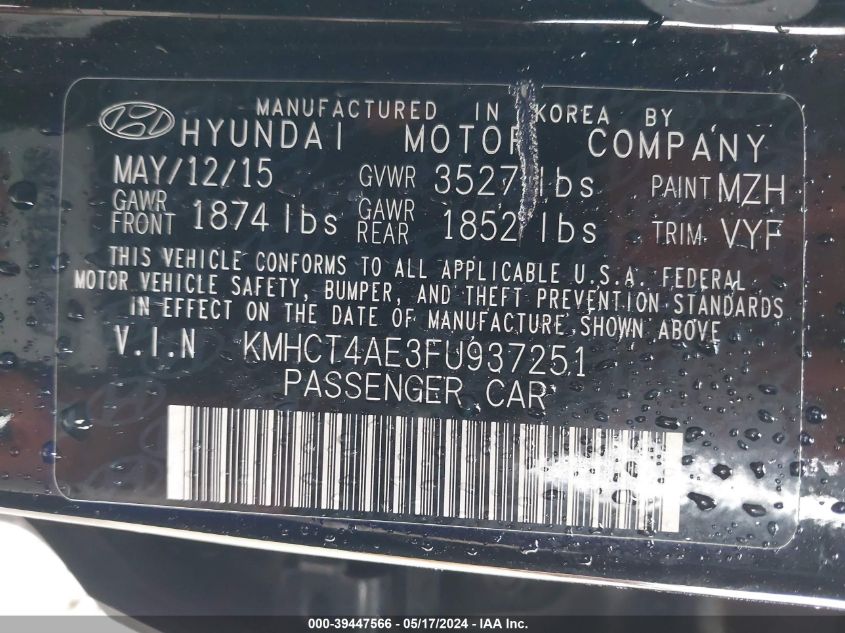 MANUFACTURED IN KOREA BY
HYUNDAI MOTOR COMPANY
MAY/12/15 GVWR 3527 lbs PAINT MZH
GAWR FRONT 1874 lbs GAWR REAR 1852 lbs TRIM VYF
THIS VEHICLE CONFORMS TO ALL APPLICABLE U.S.A. FEDERAL
MOTOR VEHICLE SAFETY, BUMPER, AND THEFT PREVENTION STANDARDS
IN EFFECT ON THE DATE OF MANUFACTURE SHOWN ABOVE
V.I.N KMHCT4AE3FU937251
PASSENGER CAR
000-39447566 - 05/17/2024 - IAA Inc.